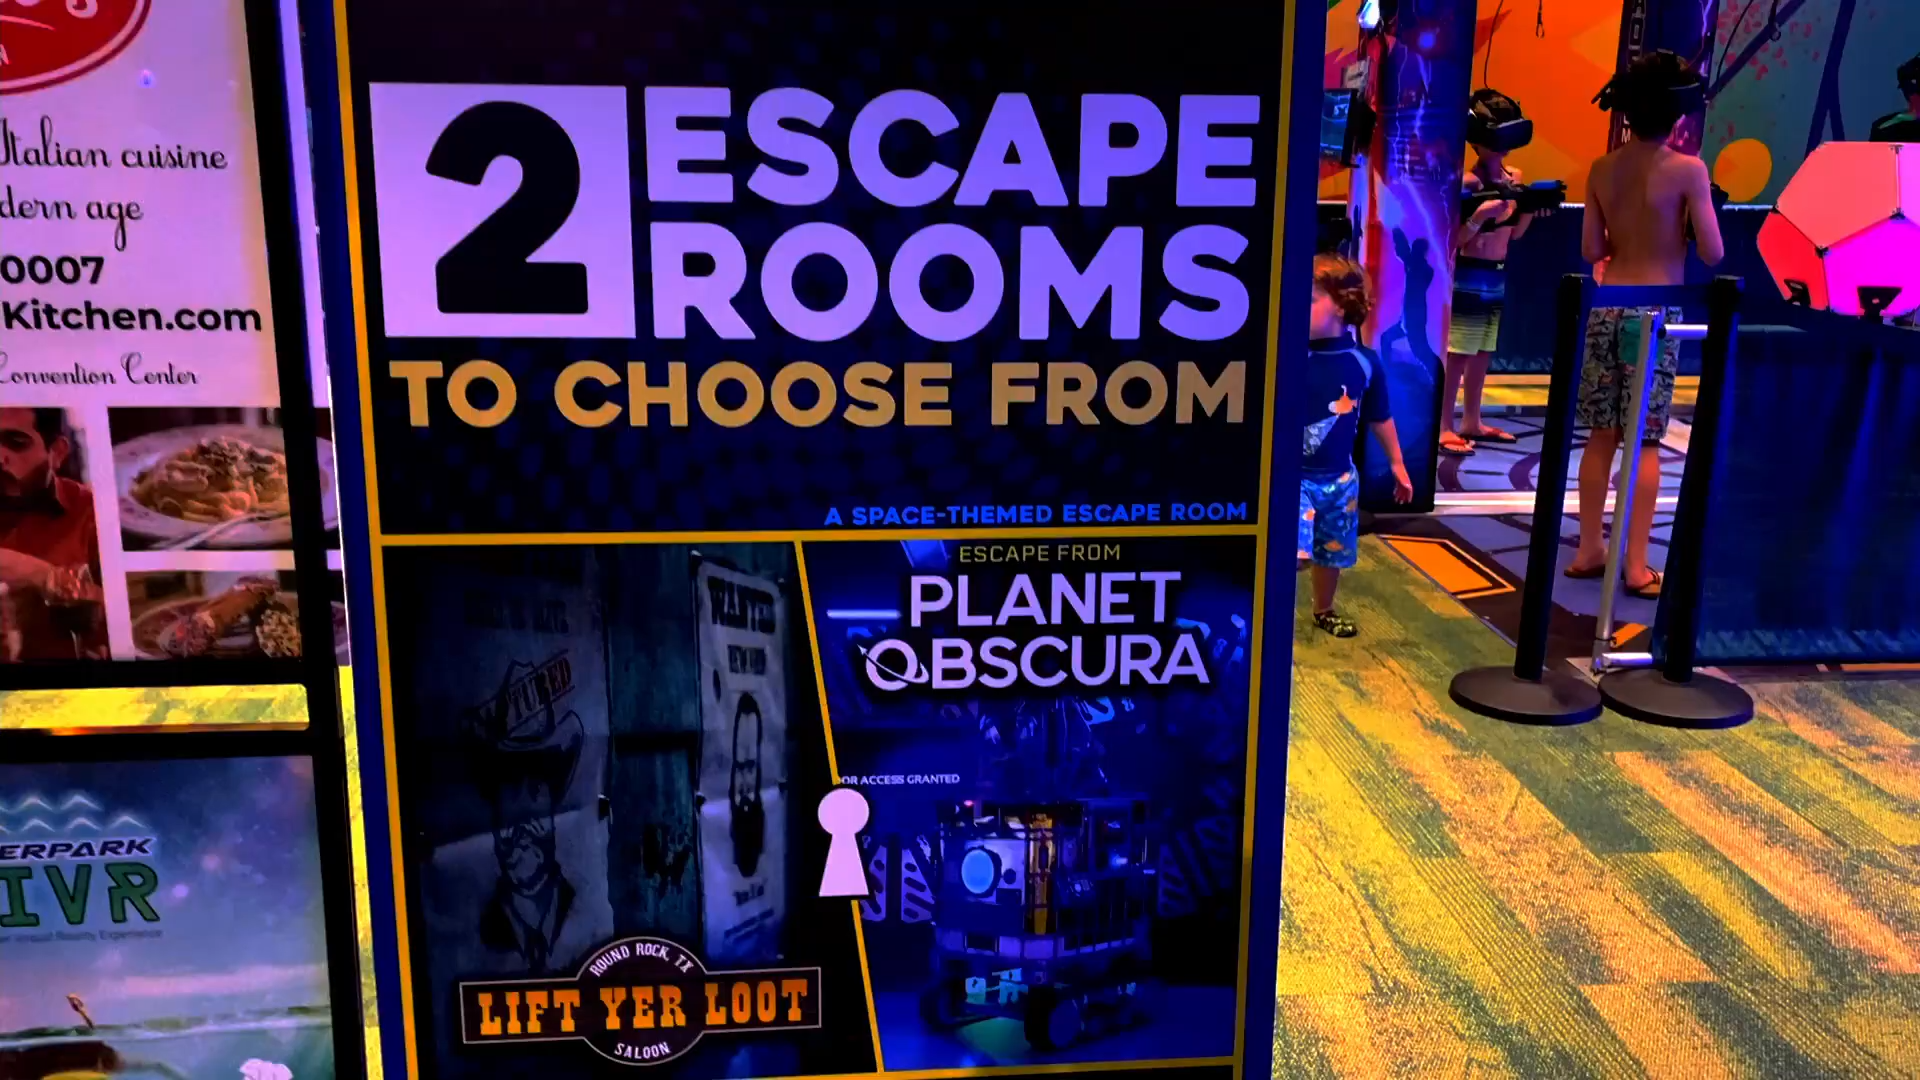 Italian cuisine
dern age
0007
Kitchen.com
Convention Center
ERPARK
IVR
2 ESCAPE
ROOMS
TO CHOOSE FROM
A SPACE-THEMED ESCAPE ROOM
ESCAPE FROM
PLANET
OBSCURA
OR ACCESS GRANTED
WANTED
ROUND ROCK, TX
LIFT YER LOOT
SALOON